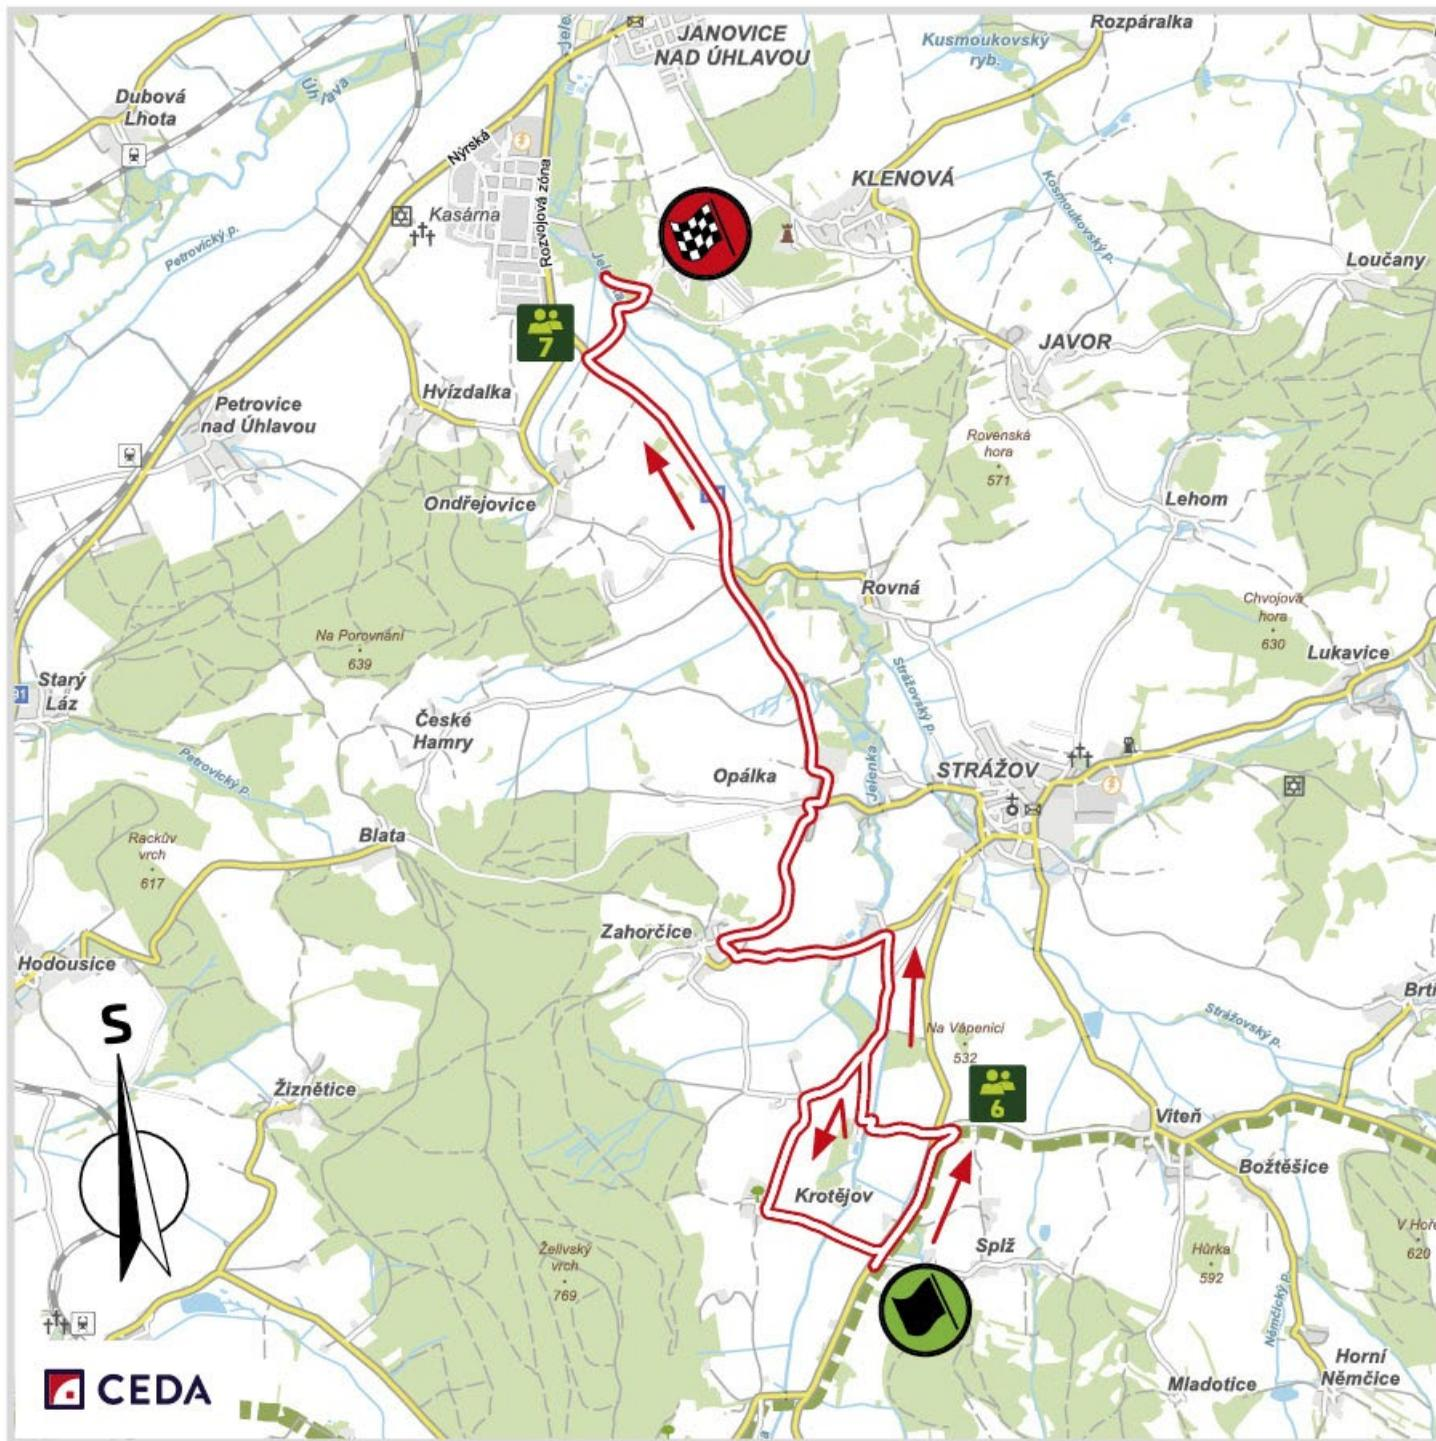 Rozpáralka
JANOVICE
NAD ÚHLAVOU
Kusmoukovský
ryb.
Úhlava
Dubová
Lhota
Nýrská
Rozvojová zóna
KLENOVÁ
Kosmoukovský p.
Kasárna
Petrovický p.
Loučany
7
JAVOR
Hvízdalka
Petrovice
nad Úhlavou
Rovenská
hora
571
Ondřejovice
Lehom
Rovná
Chvojová
hora
630
Na Porovnání
639
Lukavice
Strážovský p.
Starý
Láz
91
České
Hamry
Petrovický p.
Jelenka
Opálka
STRÁŽOV
Rackův
vrch
617
Blata
Zahorčice
Hodousice
Brti
S
Strážovský p.
Na Vápenici
532
Žiznětice
6
Viteň
Božtěšice
Krotějov
Splž
Želivský
vrch
769
Hůrka
592
V Hoře
620
Němčický p.
Horní
Němčice
Mladotice
CEDA